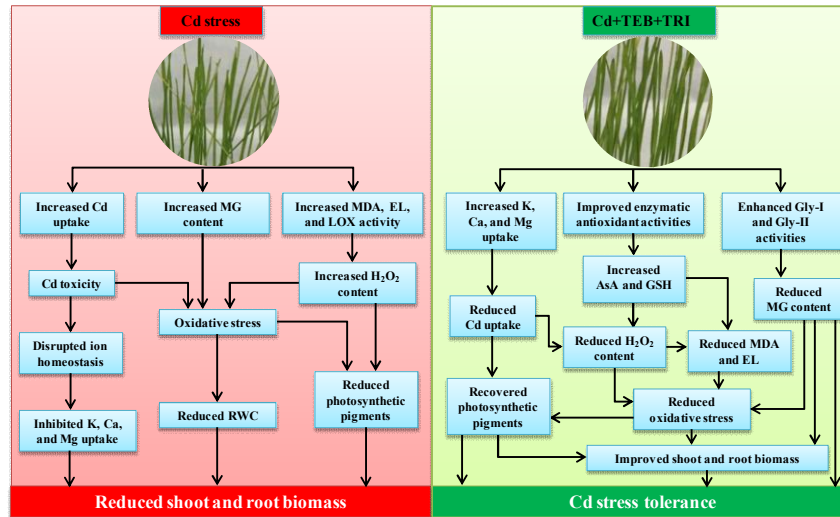 Cd stress
Increased Cd
uptake
Increased MG
content
Increased MDA, EL,
and LOX activity
Cd toxicity
Increased H₂O₂
content
Oxidative stress
Disrupted ion
homeostasis
Inhibited K, Ca,
and Mg uptake
Reduced RWC
Reduced
photosynthetic
pigments
Reduced shoot and root biomass
Cd+TEB+TRI
Increased K,
Ca, and Mg
uptake
Improved enzymatic
antioxidant activities
Enhanced Gly-I
and Gly-II
activities
Increased
AsA and GSH
Reduced
MG content
Reduced
Cd uptake
Reduced H₂O₂
content
Reduced MDA
and EL
Recovered
photosynthetic
pigments
Reduced
oxidative stress
Improved shoot and root biomass
Cd stress tolerance